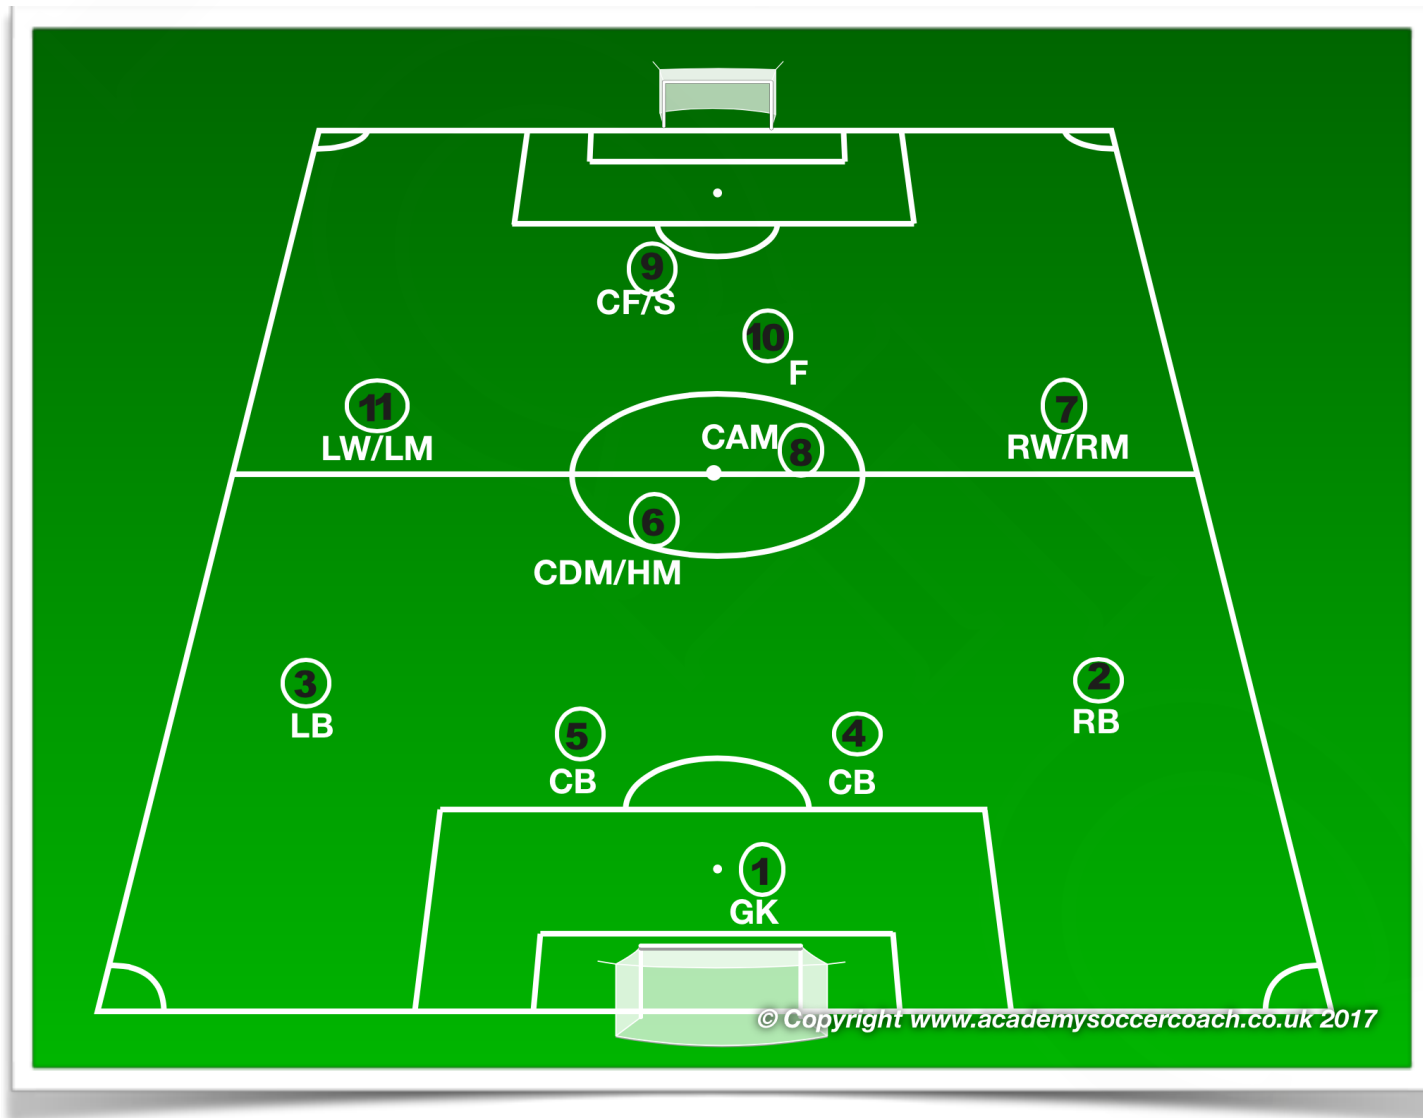 9
CF/S
10
F
11
LW/LM
7
RW/RM
CAM
8
6
CDM/HM
3
LB
2
RB
5
CB
4
CB
1
GK
© Copyright www.academysoccercoach.co.uk 2017